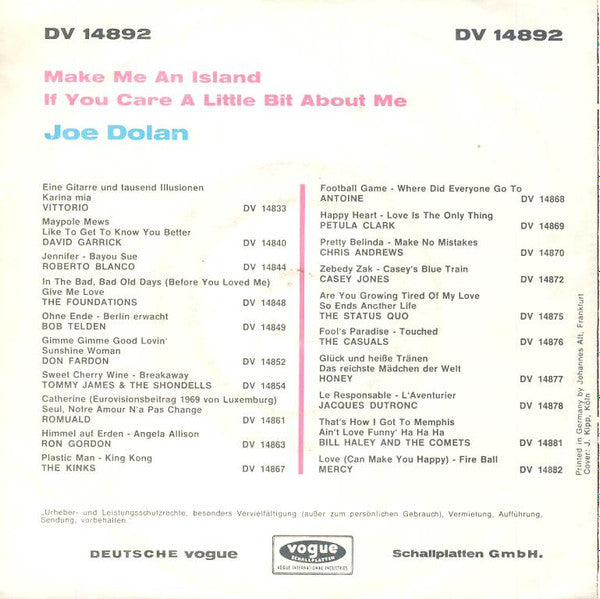 DV 14892 DV 14892
Make Me An Island
If You Care A Little Bit About Me
Joe Dolan
Eine Gitarre und tausend Illusionen
Karina mia
VITTORIO DV 14833
Maypole Mews
Like To Get To Know You Better
DAVID GARRICK DV 14840
Jennifer - Bayou Sue
ROBERTO BLANCO DV 14844
In The Bad, Bad Old Days (Before You Loved Me)
Give Me Love
THE FOUNDATIONS DV 14848
Ohne Ende - Berlin erwacht
BOB TELDEN DV 14849
Gimme Gimme Good Lovin'
Sunshine Woman
DON FARDON DV 14852
Sweet Cherry Wine - Breakaway
TOMMY JAMES & THE SHONDELLS DV 14854
Catherine (Eurovisionsbeitrag 1969 von Luxemburg)
Seul, Notre Amour N'a Pas Change
ROMUALD DV 14861
Himmel auf Erden - Angela Allison
RON GORDON DV 14863
Plastic Man - King Kong
THE KINKS DV 14867
Football Game - Where Did Everyone Go To
ANTOINE DV 14868
Happy Heart - Love Is The Only Thing
PETULA CLARK DV 14869
Pretty Belinda - Make No Mistakes
CHRIS ANDREWS DV 14870
Zebedy Zak - Casey's Blue Train
CASEY JONES DV 14872
Are You Growing Tired Of My Love
So Ends Another Life
THE STATUS QUO DV 14875
Fool's Paradise - Touched
THE CASUALS DV 14876
Glück und heiße Tränen
Das reichste Mädchen der Welt
HONEY DV 14877
Le Responsable - L'Aventurier
JACQUES DUTRONC DV 14878
That's How I Got To Memphis
Ain't Love Funny' Ha Ha Ha
BILL HALEY AND THE COMETS DV 14881
Love (Can Make You Happy) - Fire Ball
MERCY DV 14882
Printed in Germany by Johannes Alt, Frankfurt
Cover: J. Kipp, Köln
„Urheber- und Leistungsschutzrechte, besonders Vervielfältigung (außer zum persönlichen Gebrauch), Vermietung, Aufführung,
Sendung, vorbehalten."
DEUTSCHE vogue vogue Schallplatten GmbH.
SCHALLPLATTEN
VOGUE INTERNATIONAL INDUSTRIES